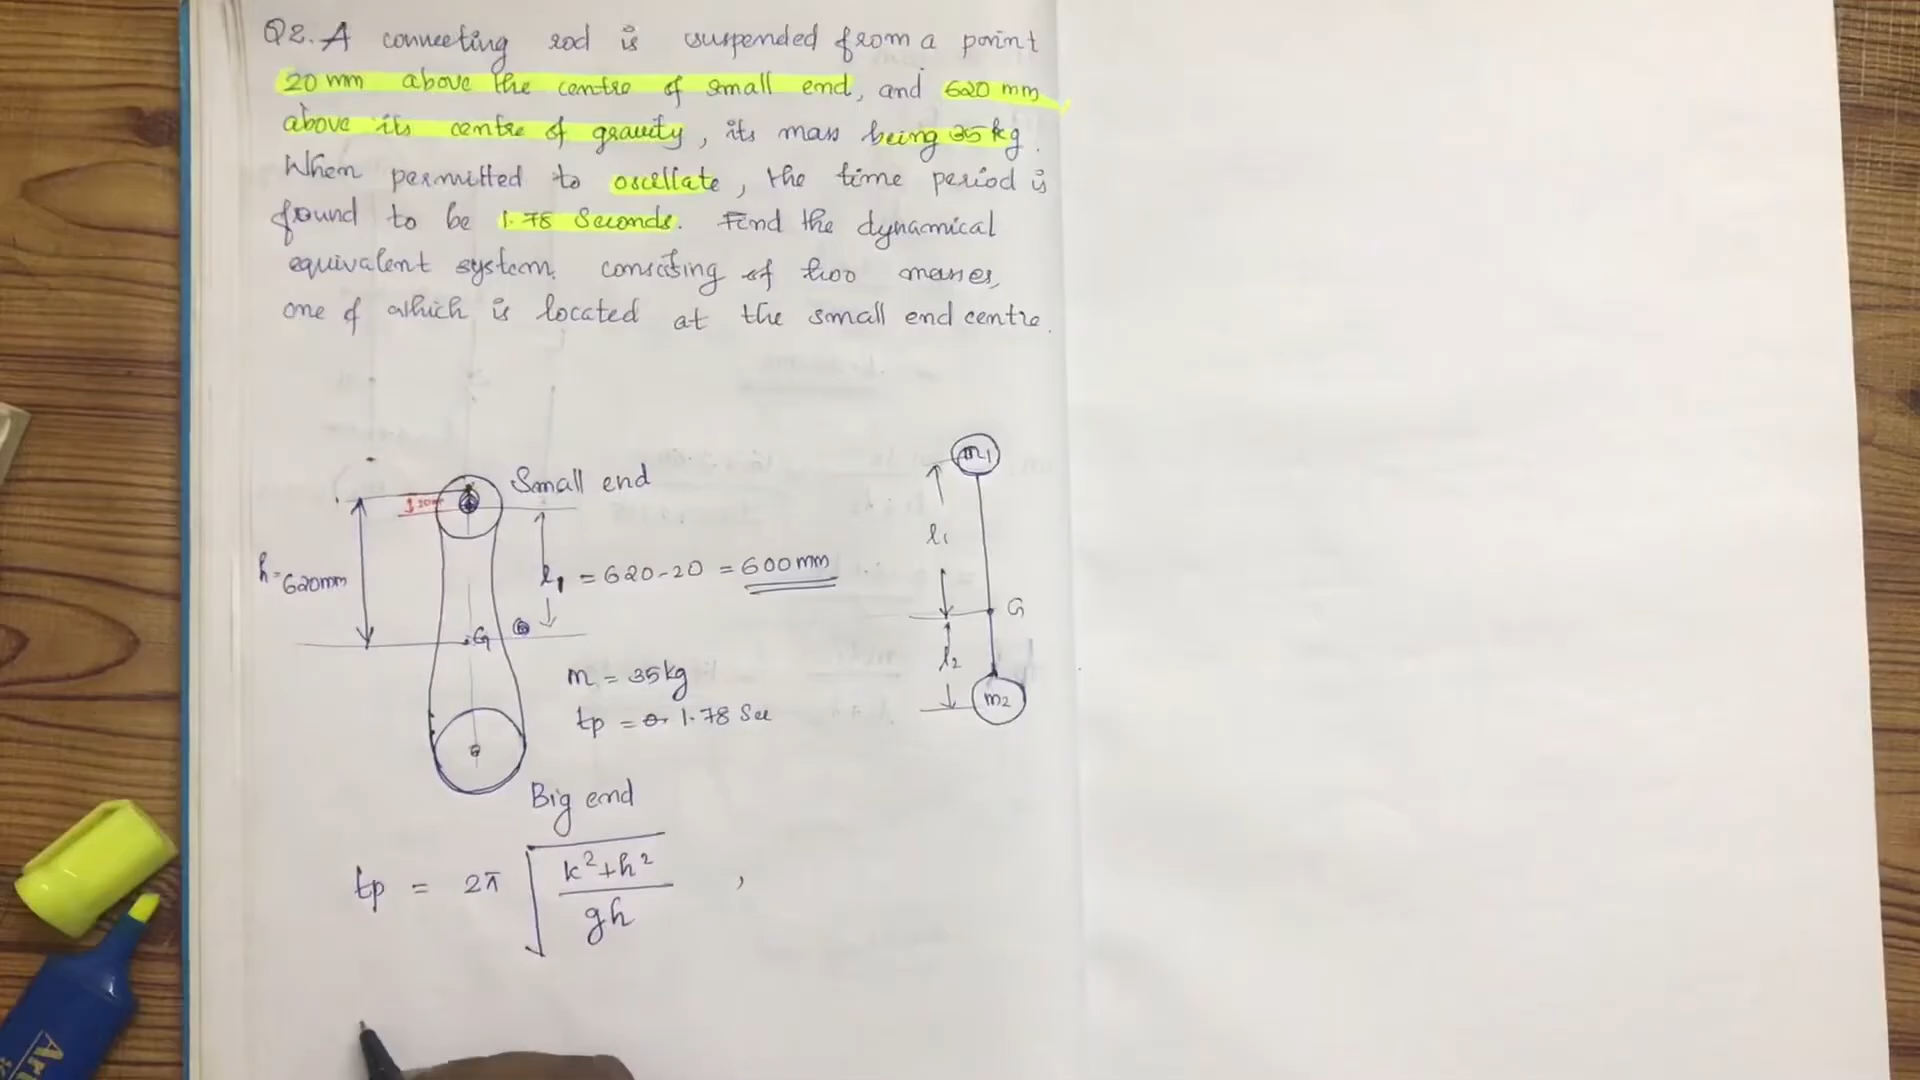 Q2. A connecting rod is suspended from a point
20 mm above the centre of small end, and 620 mm
above its centre of gravity, its mass being 35 kg.
When permitted to oscillate, the time period is
found to be 1.78 Seconds. Find the dynamical
equivalent system consisting of two masses,
one of which is located at the small end centre.
Small end
h = 620mm
l1 = 620-20 = 600mm
G
m = 35kg
tp = 1.78 Sec
Big end
m1
l1
G
l2
m2
tp = 2π √(k²+h² / gh) ,